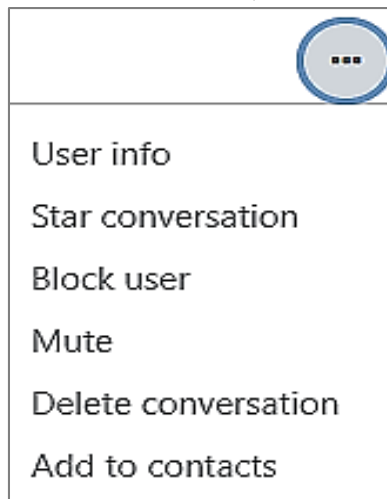 User info
Star conversation
Block user
Mute
Delete conversation
Add to contacts